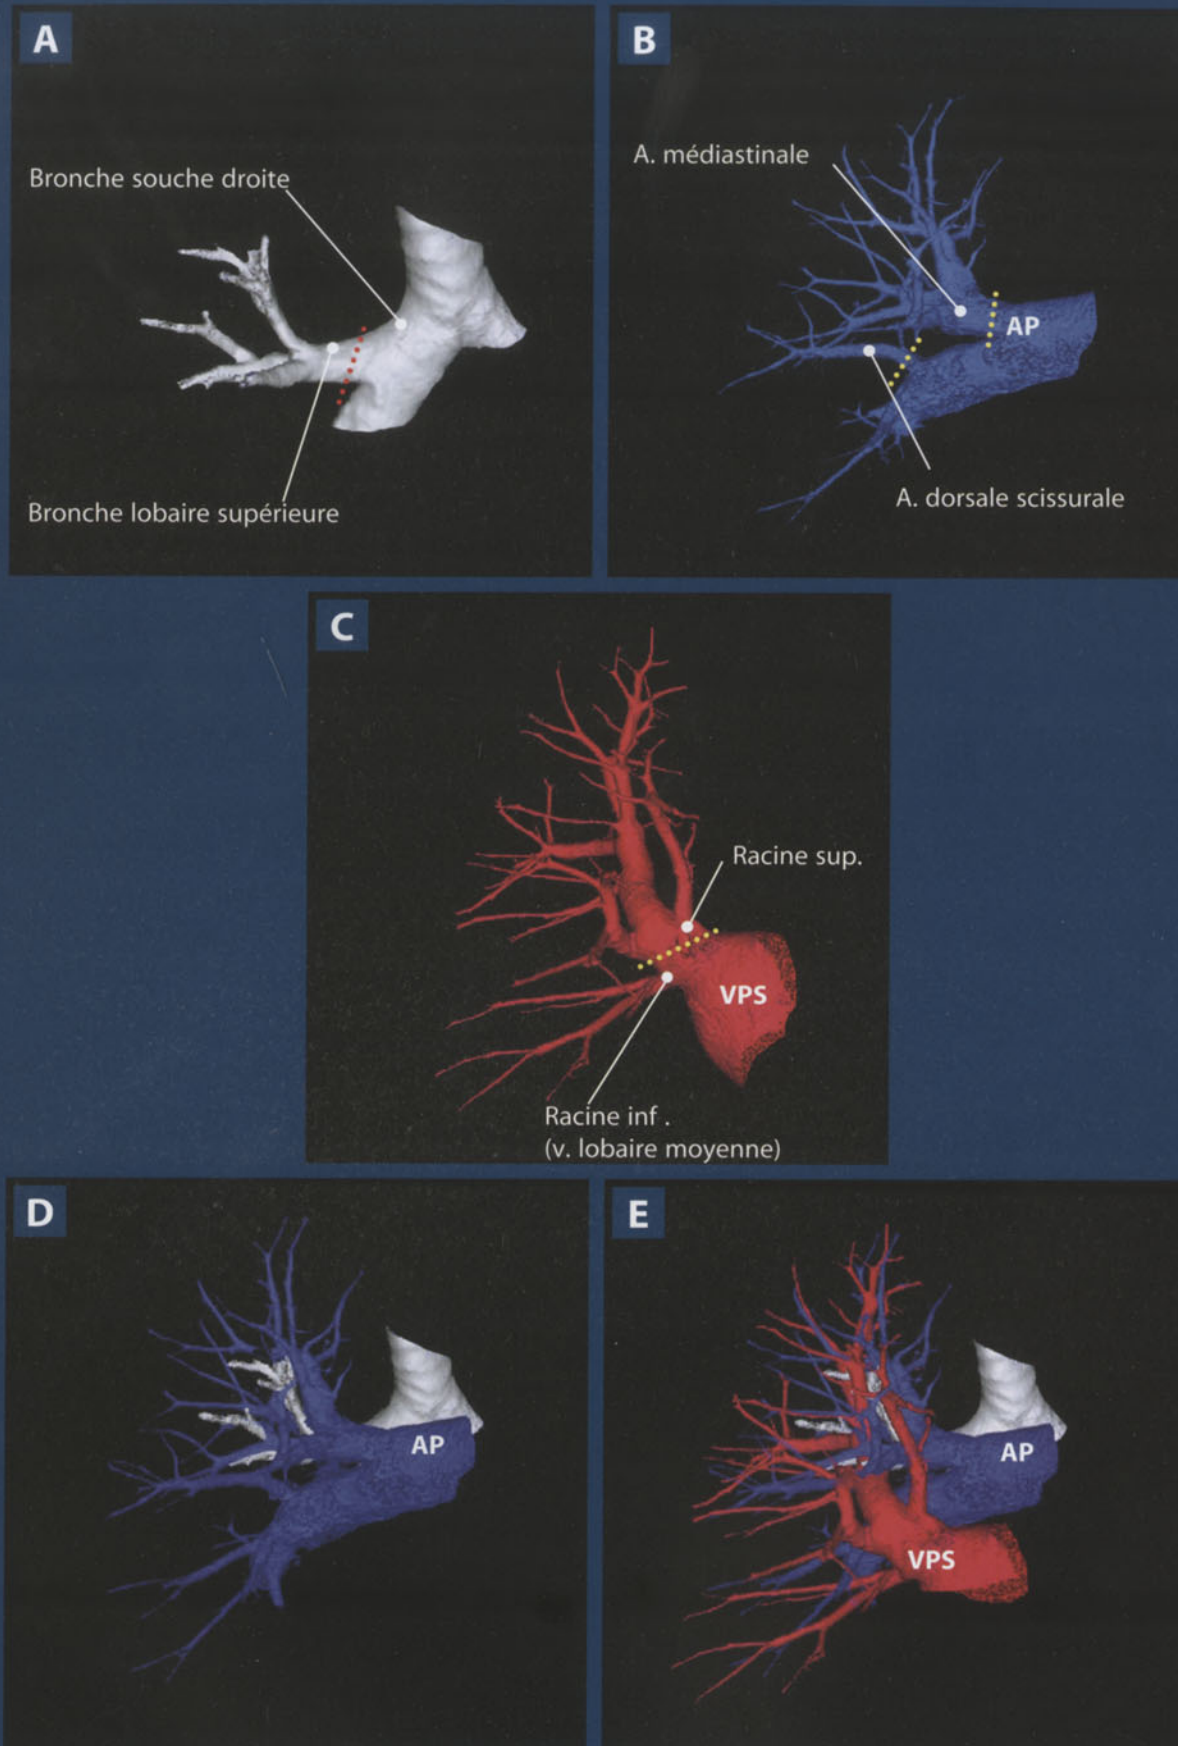 A
Bronche souche droite
Bronche lobaire supérieure
B
A. médiastinale
AP
A. dorsale scissurale
C
Racine sup.
VPS
Racine inf .
(v. lobaire moyenne)
D
AP
E
AP
VPS